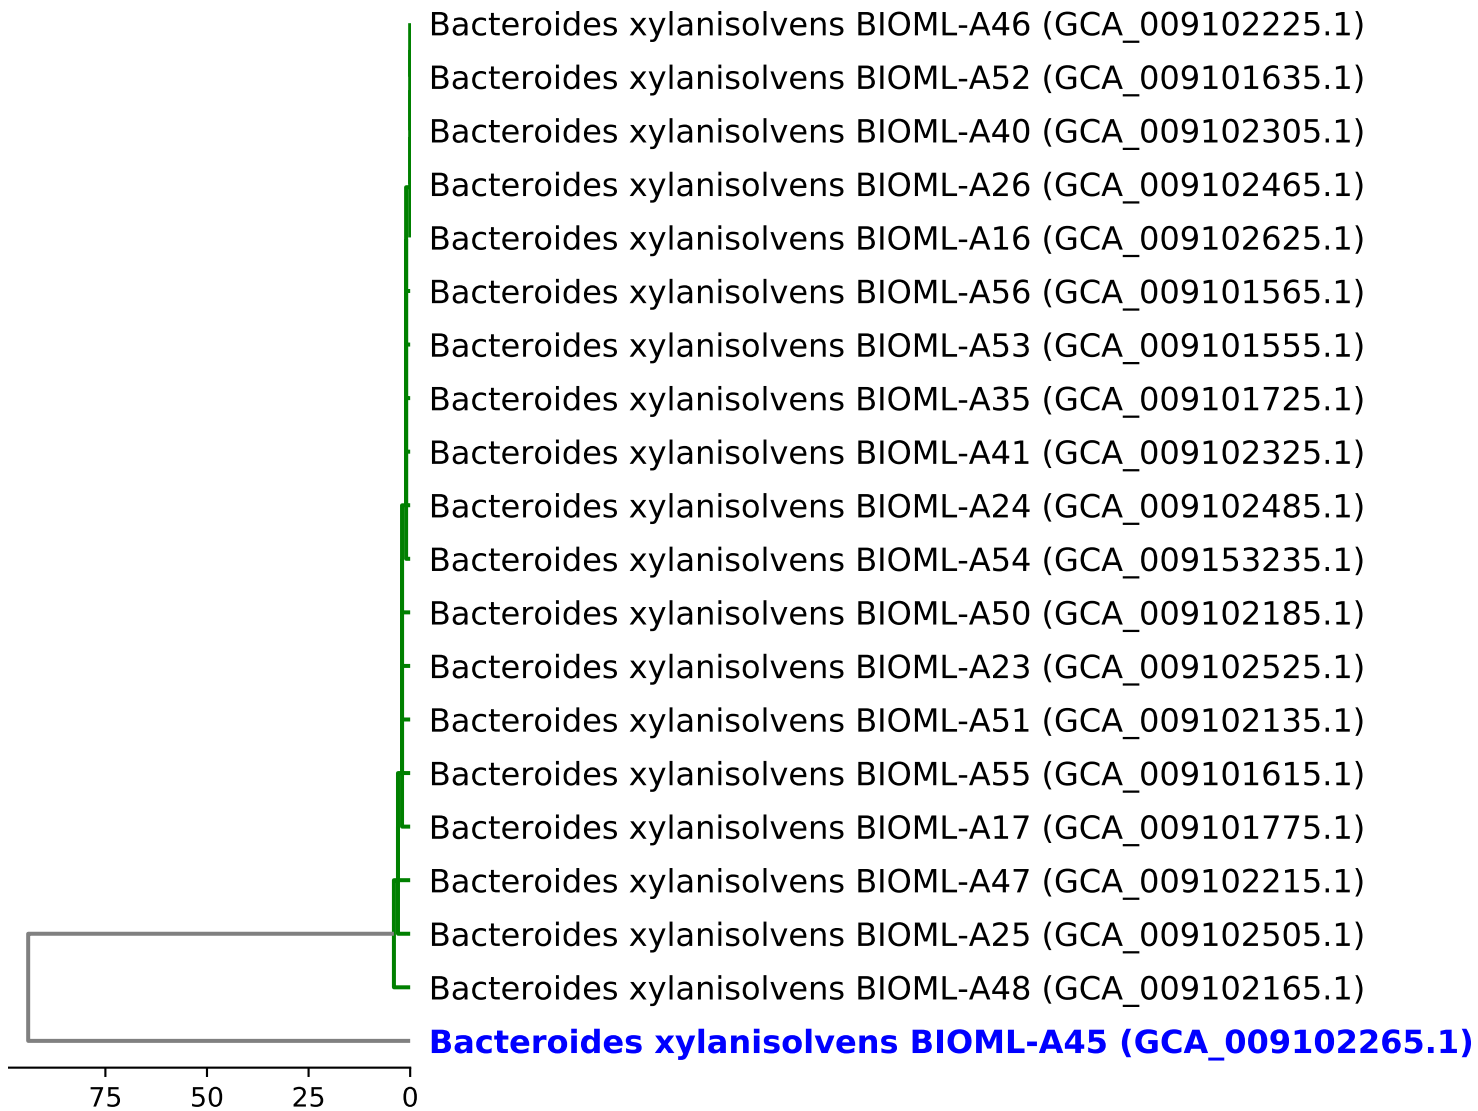 Bacteroides xylanisolvens BIOML-A46 (GCA_009102225.1)
Bacteroides xylanisolvens BIOML-A52 (GCA_009101635.1)
Bacteroides xylanisolvens BIOML-A40 (GCA_009102305.1)
Bacteroides xylanisolvens BIOML-A26 (GCA_009102465.1)
Bacteroides xylanisolvens BIOML-A16 (GCA_009102625.1)
Bacteroides xylanisolvens BIOML-A56 (GCA_009101565.1)
Bacteroides xylanisolvens BIOML-A53 (GCA_009101555.1)
Bacteroides xylanisolvens BIOML-A35 (GCA_009101725.1)
Bacteroides xylanisolvens BIOML-A41 (GCA_009102325.1)
Bacteroides xylanisolvens BIOML-A24 (GCA_009102485.1)
Bacteroides xylanisolvens BIOML-A54 (GCA_009153235.1)
Bacteroides xylanisolvens BIOML-A50 (GCA_009102185.1)
Bacteroides xylanisolvens BIOML-A23 (GCA_009102525.1)
Bacteroides xylanisolvens BIOML-A51 (GCA_009102135.1)
Bacteroides xylanisolvens BIOML-A55 (GCA_009101615.1)
Bacteroides xylanisolvens BIOML-A17 (GCA_009101775.1)
Bacteroides xylanisolvens BIOML-A47 (GCA_009102215.1)
Bacteroides xylanisolvens BIOML-A25 (GCA_009102505.1)
Bacteroides xylanisolvens BIOML-A48 (GCA_009102165.1)
Bacteroides xylanisolvens BIOML-A45 (GCA_009102265.1)
75 50 25 0